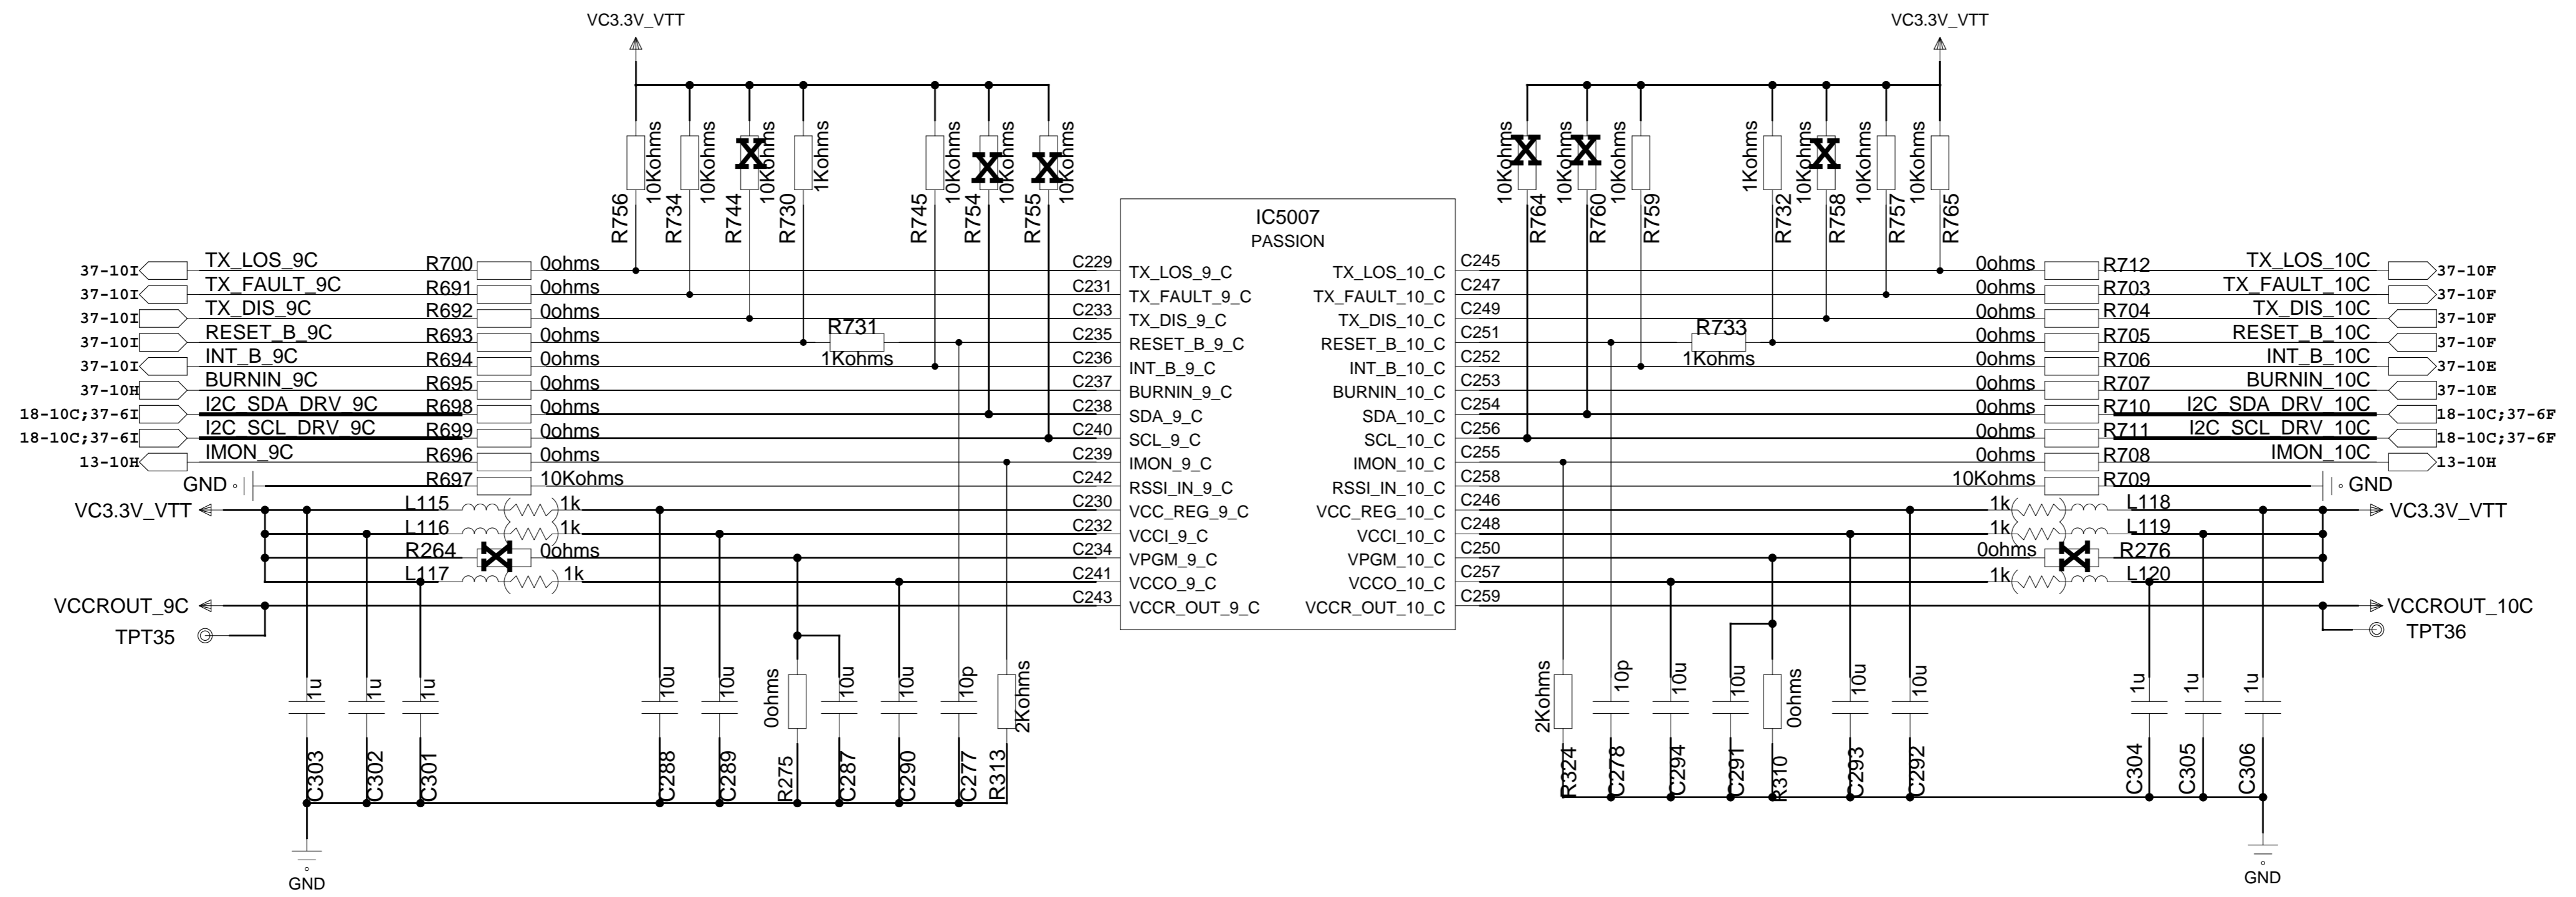 VC3.3V_VTT
VC3.3V_VTT
10Kohms
10Kohms
10Kohms
1Kohms
10Kohms
10Kohms
10Kohms
R756
R734
R744
R730
R745
R754
R755
10Kohms
10Kohms
10Kohms
1Kohms
10Kohms
10Kohms
10Kohms
R764
R760
R759
R732
R758
R757
R765
IC5007
PASSION
37-10I TX_LOS_9C R700 0ohms C229 TX_LOS_9_C TX_LOS_10_C C245 0ohms R712 TX_LOS_10C 37-10F
37-10I TX_FAULT_9C R691 0ohms C231 TX_FAULT_9_C TX_FAULT_10_C C247 0ohms R703 TX_FAULT_10C 37-10F
37-10I TX_DIS_9C R692 0ohms C233 TX_DIS_9_C TX_DIS_10_C C249 0ohms R704 TX_DIS_10C 37-10F
37-10I RESET_B_9C R693 0ohms R731 1Kohms C235 RESET_B_9_C RESET_B_10_C C251 R733 1Kohms 0ohms R705 RESET_B_10C 37-10F
37-10I INT_B_9C R694 0ohms C236 INT_B_9_C INT_B_10_C C252 0ohms R706 INT_B_10C 37-10E
37-10H BURNIN_9C R695 0ohms C237 BURNIN_9_C BURNIN_10_C C253 0ohms R707 BURNIN_10C 37-10E
18-10C;37-6I I2C_SDA_DRV_9C R698 0ohms C238 SDA_9_C SDA_10_C C254 0ohms R710 I2C_SDA_DRV_10C 18-10C;37-6F
18-10C;37-6I I2C_SCL_DRV_9C R699 0ohms C240 SCL_9_C SCL_10_C C256 0ohms R711 I2C_SCL_DRV_10C 18-10C;37-6F
13-10H IMON_9C R696 0ohms C239 IMON_9_C IMON_10_C C255 0ohms R708 IMON_10C 13-10H
GND R697 10Kohms C242 RSSI_IN_9_C RSSI_IN_10_C C258 10Kohms R709 GND
VC3.3V_VTT L115 1k C230 VCC_REG_9_C VCC_REG_10_C C246 1k L118 VC3.3V_VTT
L116 1k C232 VCCI_9_C VCCI_10_C C248 1k L119
R264 0ohms C234 VPGM_9_C VPGM_10_C C250 0ohms R276
L117 1k C241 VCCO_9_C VCCO_10_C C257 1k L120
VCCROUT_9C C243 VCCR_OUT_9_C VCCR_OUT_10_C C259 VCCROUT_10C
TPT35
TPT36
1u
1u
1u
10u
10u
0ohms
10u
10u
10p
2Kohms
C303
C302
C301
C288
C289
R275
C287
C290
C277
R313
2Kohms
10p
10u
10u
0ohms
10u
10u
1u
1u
1u
R324
C278
C294
C291
R310
C293
C292
C304
C305
C306
GND
GND